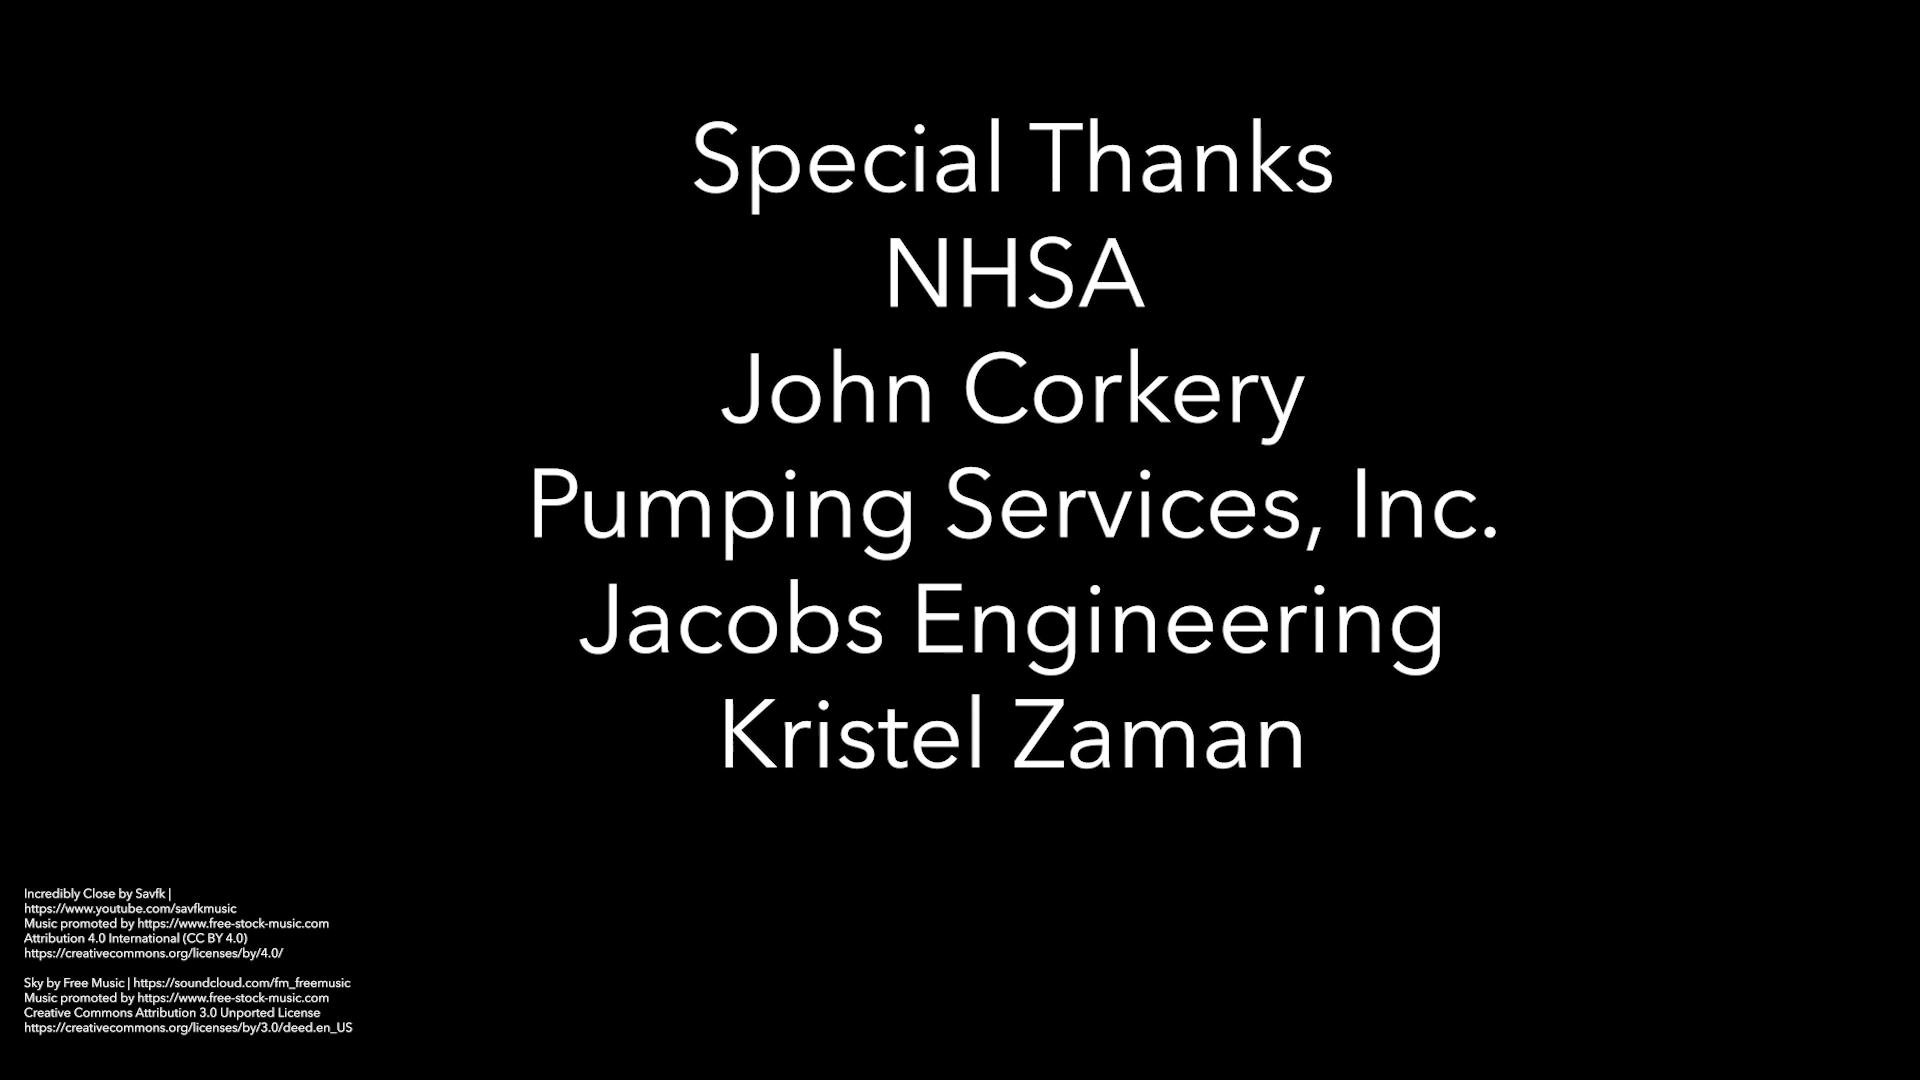 Special Thanks
NHSA
John Corkery
Pumping Services, Inc.
Jacobs Engineering
Kristel Zaman
Incredibly Close by Savfk |
https://www.youtube.com/savfkmusic
Music promoted by https://www.free-stock-music.com
Attribution 4.0 International (CC BY 4.0)
https://creativecommons.org/licenses/by/4.0/
Sky by Free Music | https://soundcloud.com/fm_freemusic
Music promoted by https://www.free-stock-music.com
Creative Commons Attribution 3.0 Unported License
https://creativecommons.org/licenses/by/3.0/deed.en_US